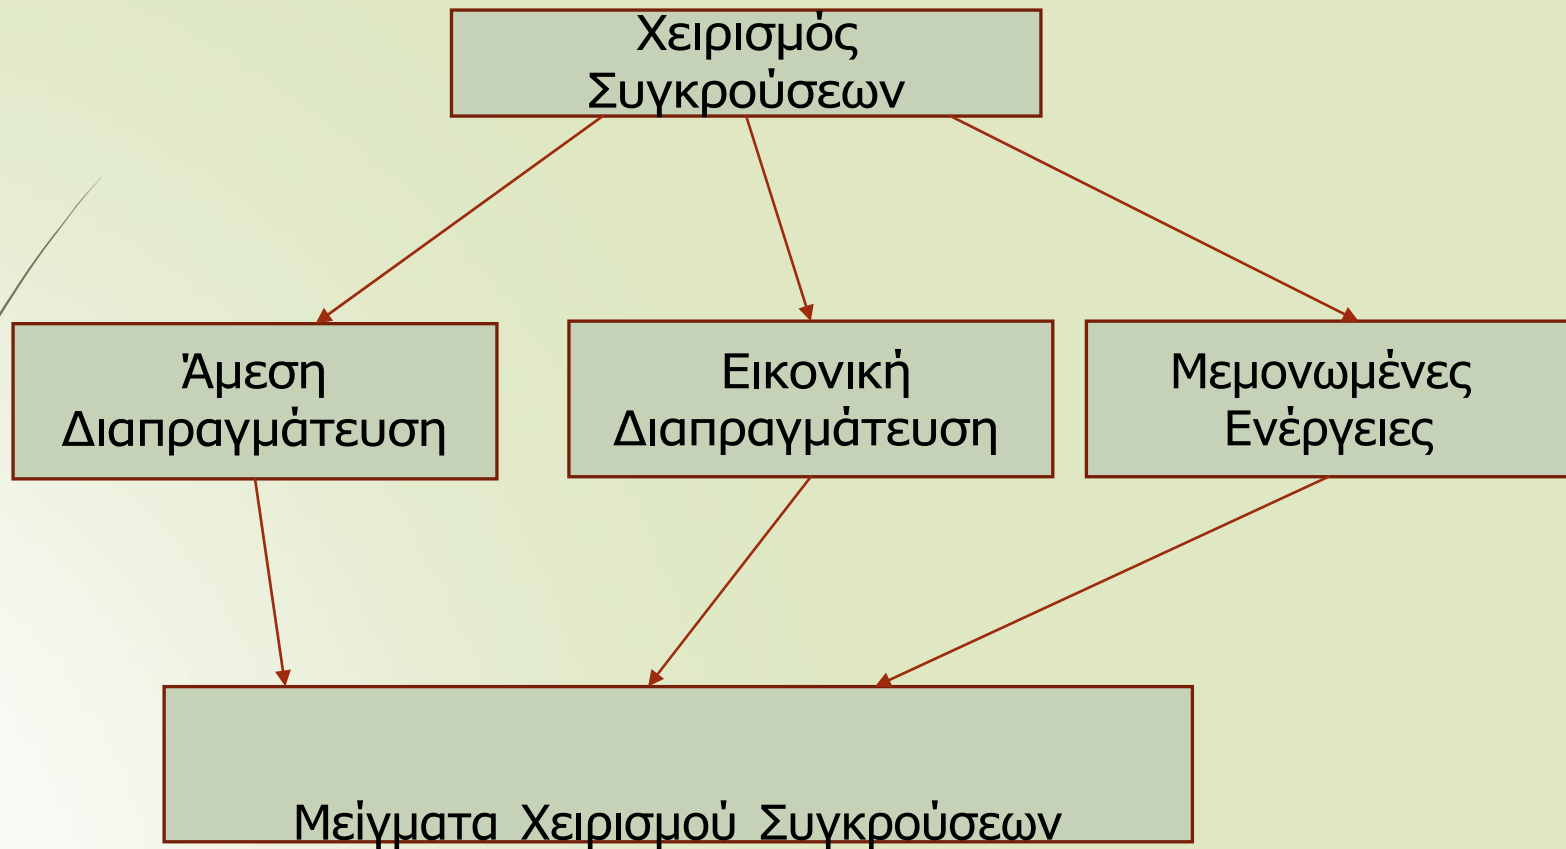 Χειρισμός
Συγκρούσεων
Άμεση
Διαπραγμάτευση
Εικονική
Διαπραγμάτευση
Μεμονωμένες
Ενέργειες
Μείγματα Χειρισμού Συγκρούσεων